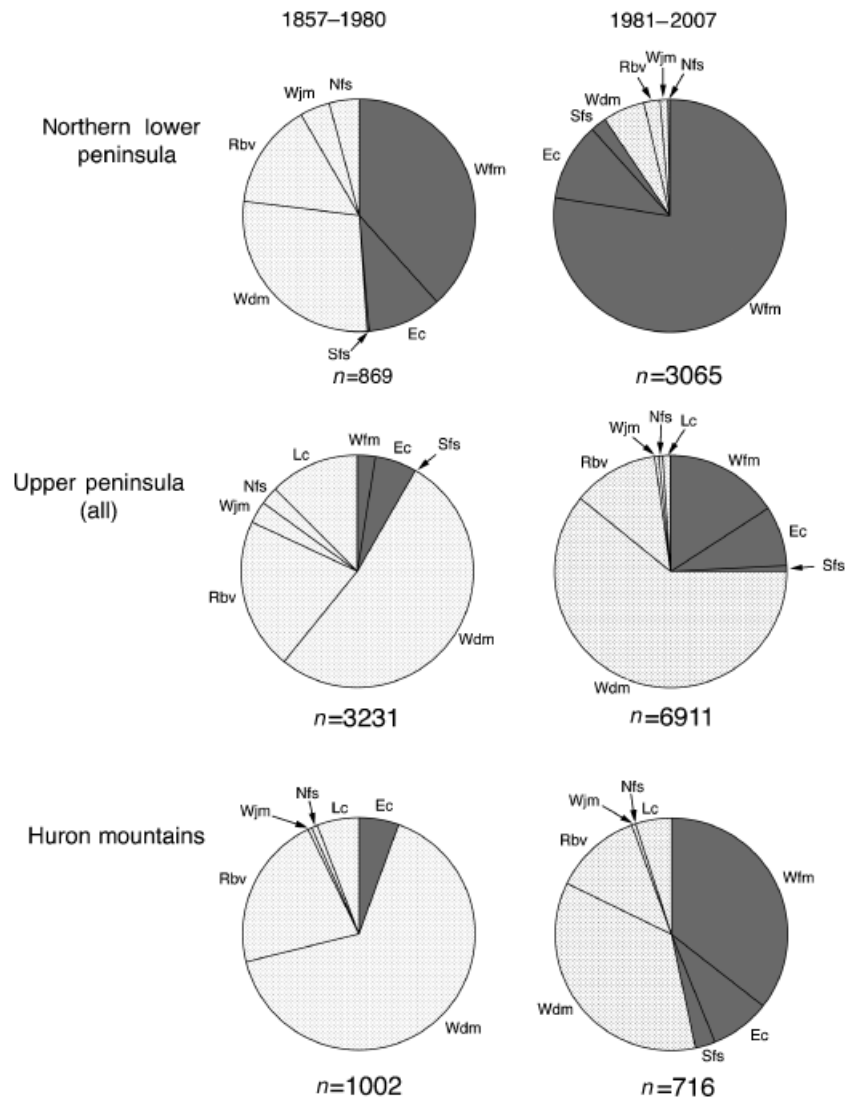 1857–1980
1981–2007
Northern lower
peninsula
Nfs
Wjm
Rbv
Wfm
Wdm
Ec
Sfs
n=869
Nfs
Wjm
Rbv
Wdm
Sfs
Ec
Wfm
n=3065
Upper peninsula
(all)
Lc
Wfm
Ec
Sfs
Nfs
Wjm
Rbv
Wdm
n=3231
Lc
Nfs
Wjm
Rbv
Wfm
Ec
Sfs
Wdm
n=6911
Huron mountains
Nfs
Wjm
Lc
Ec
Rbv
Wdm
n=1002
Nfs
Wjm
Lc
Rbv
Wfm
Wdm
Ec
Sfs
n=716